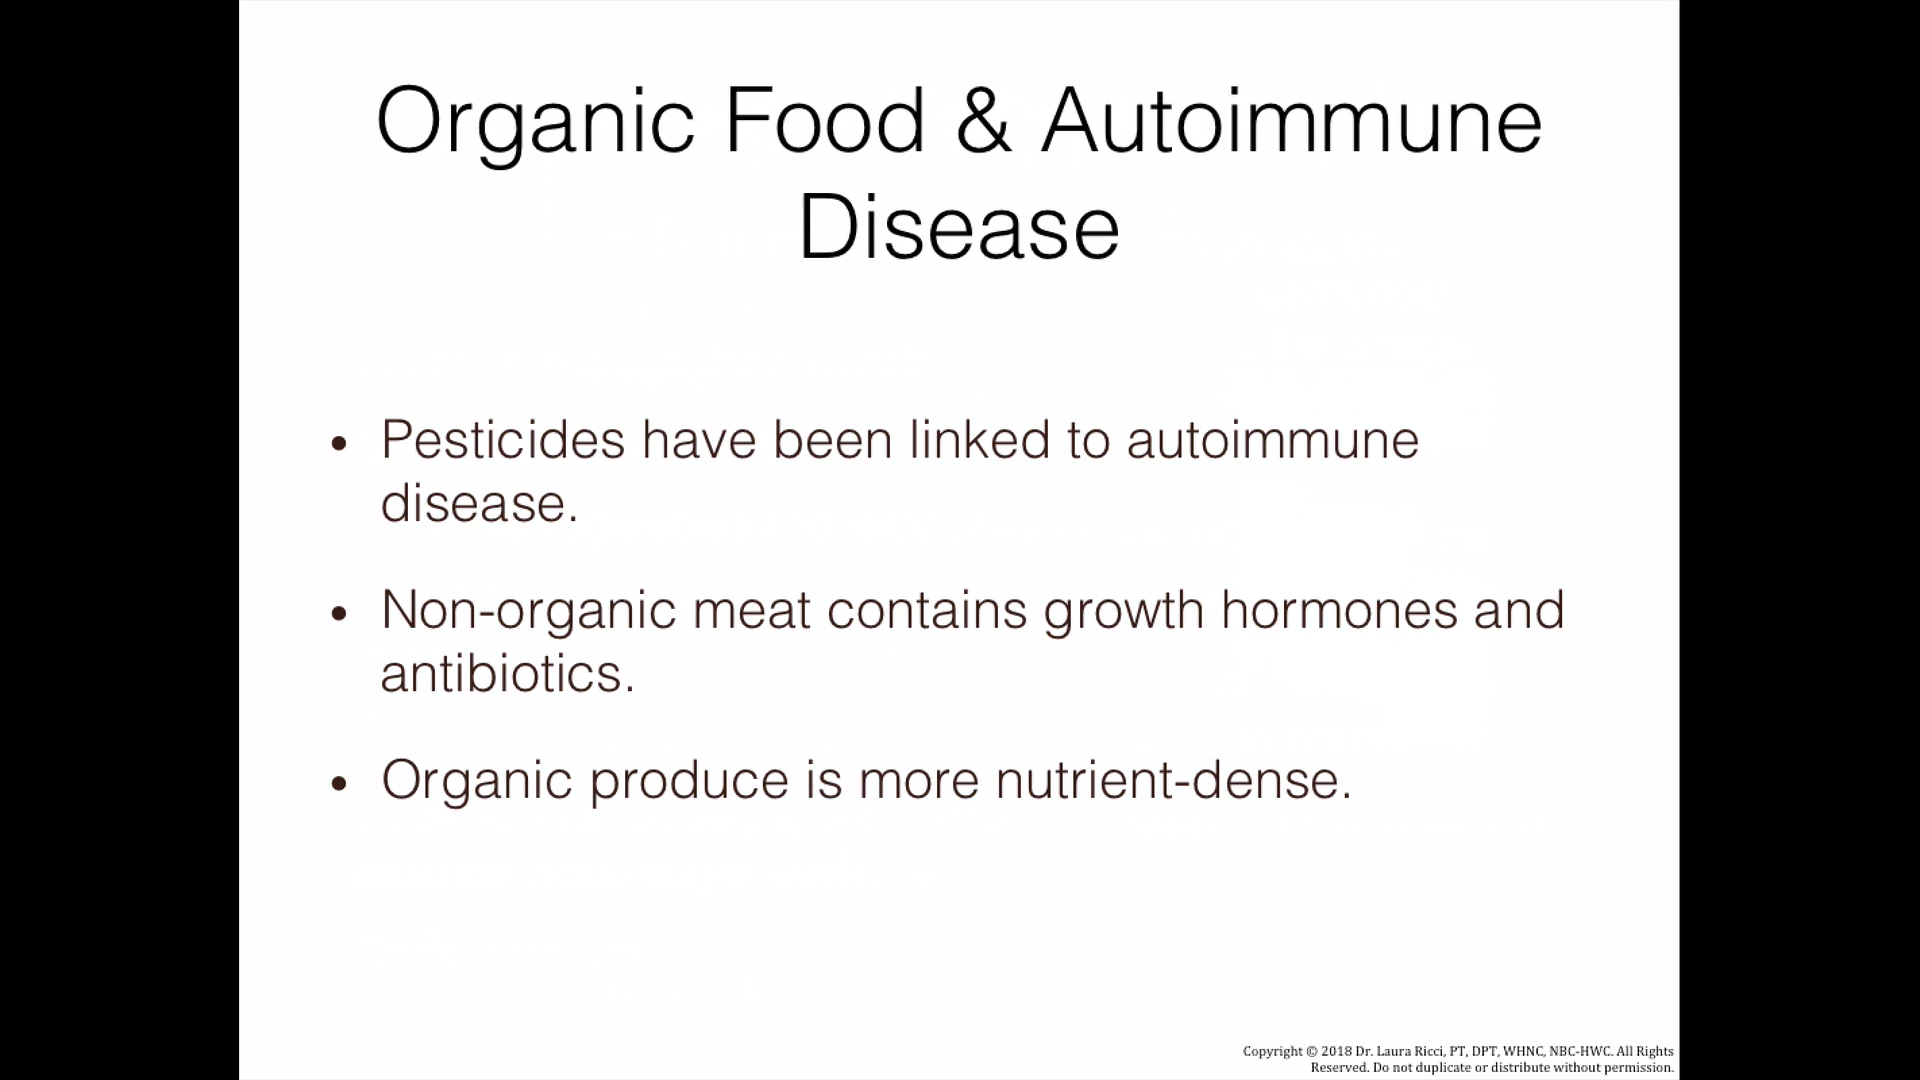 Organic Food & Autoimmune
Disease
• Pesticides have been linked to autoimmune
disease.
• Non-organic meat contains growth hormones and
antibiotics.
• Organic produce is more nutrient-dense.
Copyright © 2018 Dr. Laura Ricci, PT, DPT, WHNC, NBC-HWC. All Rights
Reserved. Do not duplicate or distribute without permission.